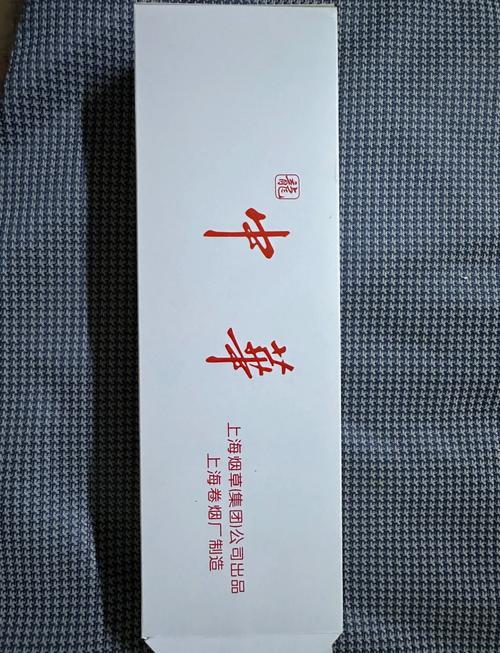 龍
中華
上海烟草(集团)公司出品
上海卷烟厂制造